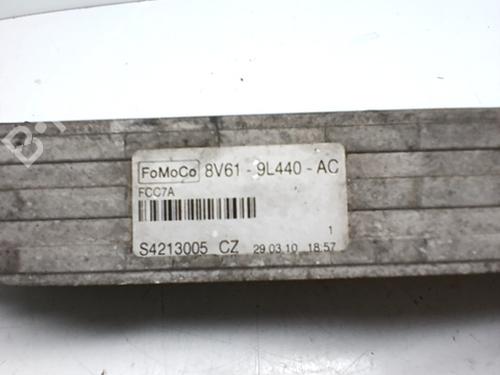 FoMoCo 8V61 - 9L440 - AC
FCC7A
1
S4213005 CZ 29.03.10 18:57